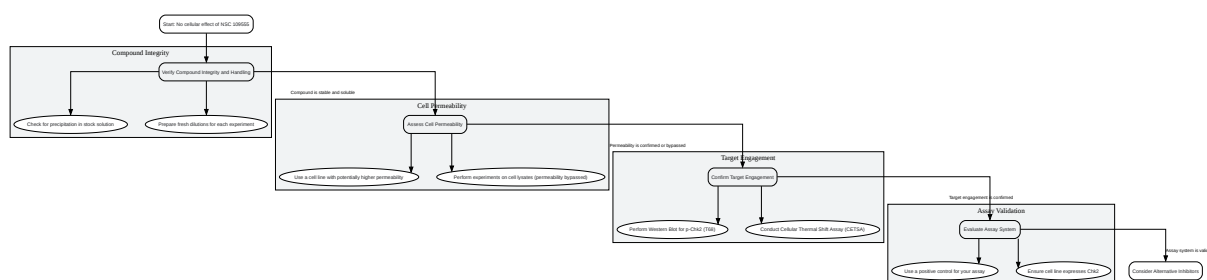 Start: No cellular effect of NSC 109555
Compound Integrity
Verify Compound Integrity and Handling
Check for precipitation in stock solution
Prepare fresh dilutions for each experiment
Compound is stable and soluble
Cell Permeability
Assess Cell Permeability
Use a cell line with potentially higher permeability
Perform experiments on cell lysates (permeability bypassed)
Permeability is confirmed or bypassed
Target Engagement
Confirm Target Engagement
Perform Western Blot for p-Chk2 (T68)
Conduct Cellular Thermal Shift Assay (CETSA)
Target engagement is confirmed
Assay Validation
Evaluate Assay System
Use a positive control for your assay
Ensure cell line expresses Chk2
Assay system is valid
Consider Alternative Inhibitors